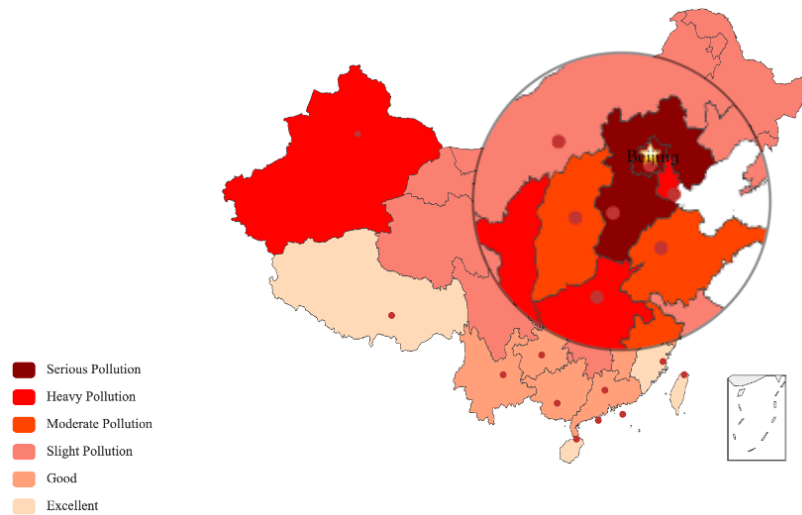 Beijing
Serious Pollution
Heavy Pollution
Moderate Pollution
Slight Pollution
Good
Excellent